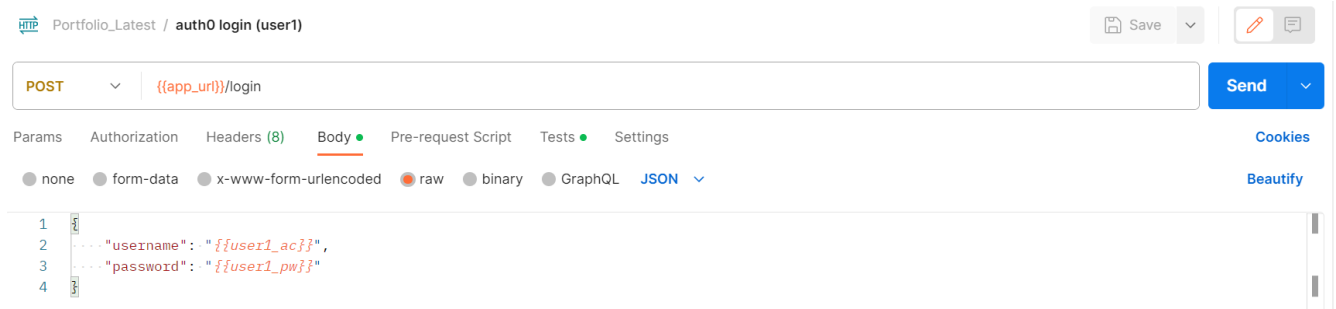 HTTP Portfolio_Latest / auth0 login (user1) Save
POST {{app_url}}/login Send
Params Authorization Headers (8) Body Pre-request Script Tests Settings Cookies
none form-data x-www-form-urlencoded raw binary GraphQL JSON Beautify
1 {
2 "username": "{{user1_ac}}",
3 "password": "{{user1_pw}}"
4 }